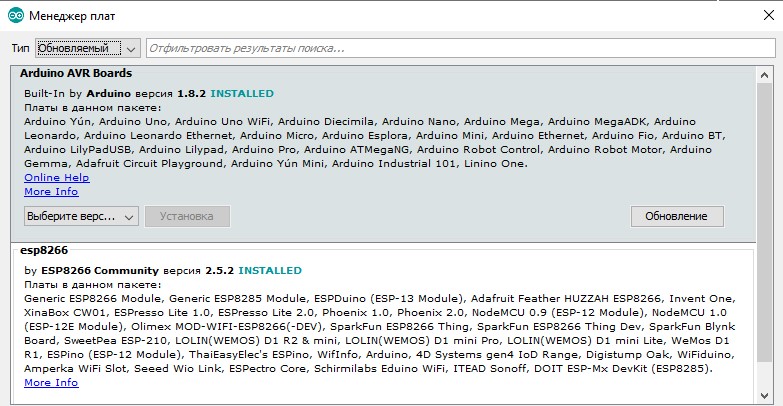 Менеджер плат
Тип Обновляемый Отфильтровать результаты поиска...
Arduino AVR Boards
Built-In by Arduino версия 1.8.2 INSTALLED
Платы в данном пакете:
Arduino Yún, Arduino Uno, Arduino Uno WiFi, Arduino Diecimila, Arduino Nano, Arduino Mega, Arduino MegaADK, Arduino
Leonardo, Arduino Leonardo Ethernet, Arduino Micro, Arduino Esplora, Arduino Mini, Arduino Ethernet, Arduino Fio, Arduino BT,
Arduino LilyPadUSB, Arduino Lilypad, Arduino Pro, Arduino ATMegaNG, Arduino Robot Control, Arduino Robot Motor, Arduino
Gemma, Adafruit Circuit Playground, Arduino Yún Mini, Arduino Industrial 101, Linino One.
Online Help
More Info
Выберите верс... Установка Обновление
esp8266
by ESP8266 Community версия 2.5.2 INSTALLED
Платы в данном пакете:
Generic ESP8266 Module, Generic ESP8285 Module, ESPDuino (ESP-13 Module), Adafruit Feather HUZZAH ESP8266, Invent One,
XinaBox CW01, ESPresso Lite 1.0, ESPresso Lite 2.0, Phoenix 1.0, Phoenix 2.0, NodeMCU 0.9 (ESP-12 Module), NodeMCU 1.0
(ESP-12E Module), Olimex MOD-WIFI-ESP8266(-DEV), SparkFun ESP8266 Thing, SparkFun ESP8266 Thing Dev, SparkFun Blynk
Board, SweetPea ESP-210, LOLIN(WEMOS) D1 R2 & mini, LOLIN(WEMOS) D1 mini Pro, LOLIN(WEMOS) D1 mini Lite, WeMos D1
R1, ESPino (ESP-12 Module), ThaiEasyElec's ESPino, WifInfo, Arduino, 4D Systems gen4 IoD Range, Digistump Oak, WiFiduino,
Amperka WiFi Slot, Seeed Wio Link, ESPectro Core, Schirmilabs Eduino WiFi, ITEAD Sonoff, DOIT ESP-Mx DevKit (ESP8285).
More Info